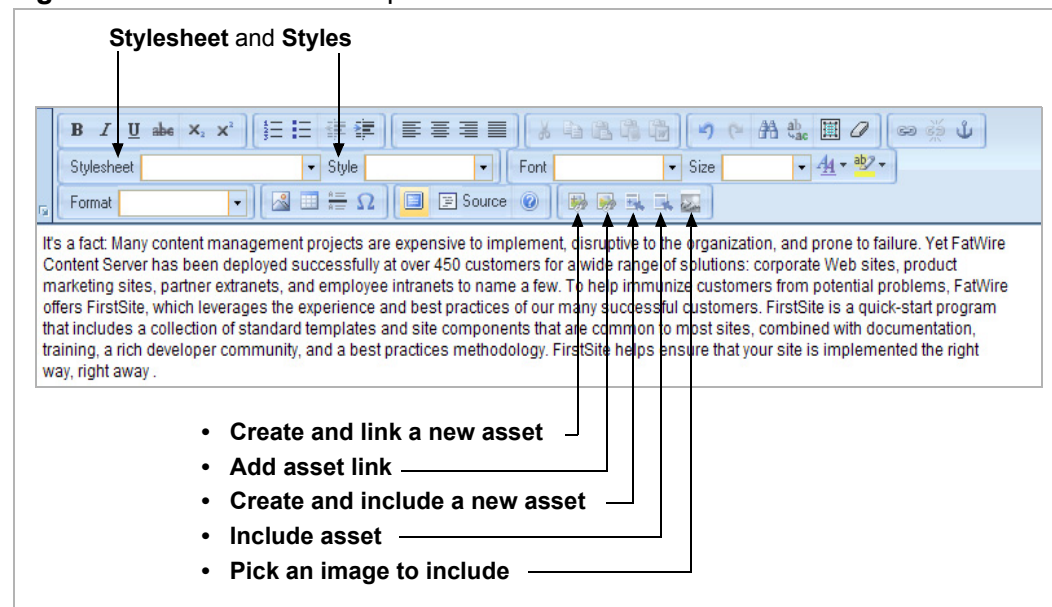 Stylesheet and Styles
B I U abc X₂ X²
Stylesheet Style Font Size
Format Source
It's a fact: Many content management projects are expensive to implement, disruptive to the organization, and prone to failure. Yet FatWire
Content Server has been deployed successfully at over 450 customers for a wide range of solutions: corporate Web sites, product
marketing sites, partner extranets, and employee intranets to name a few. To help immunize customers from potential problems, FatWire
offers FirstSite, which leverages the experience and best practices of our many successful customers. FirstSite is a quick-start program
that includes a collection of standard templates and site components that are common to most sites, combined with documentation,
training, a rich developer community, and a best practices methodology. FirstSite helps ensure that your site is implemented the right
way, right away .
• Create and link a new asset
• Add asset link
• Create and include a new asset
• Include asset
• Pick an image to include